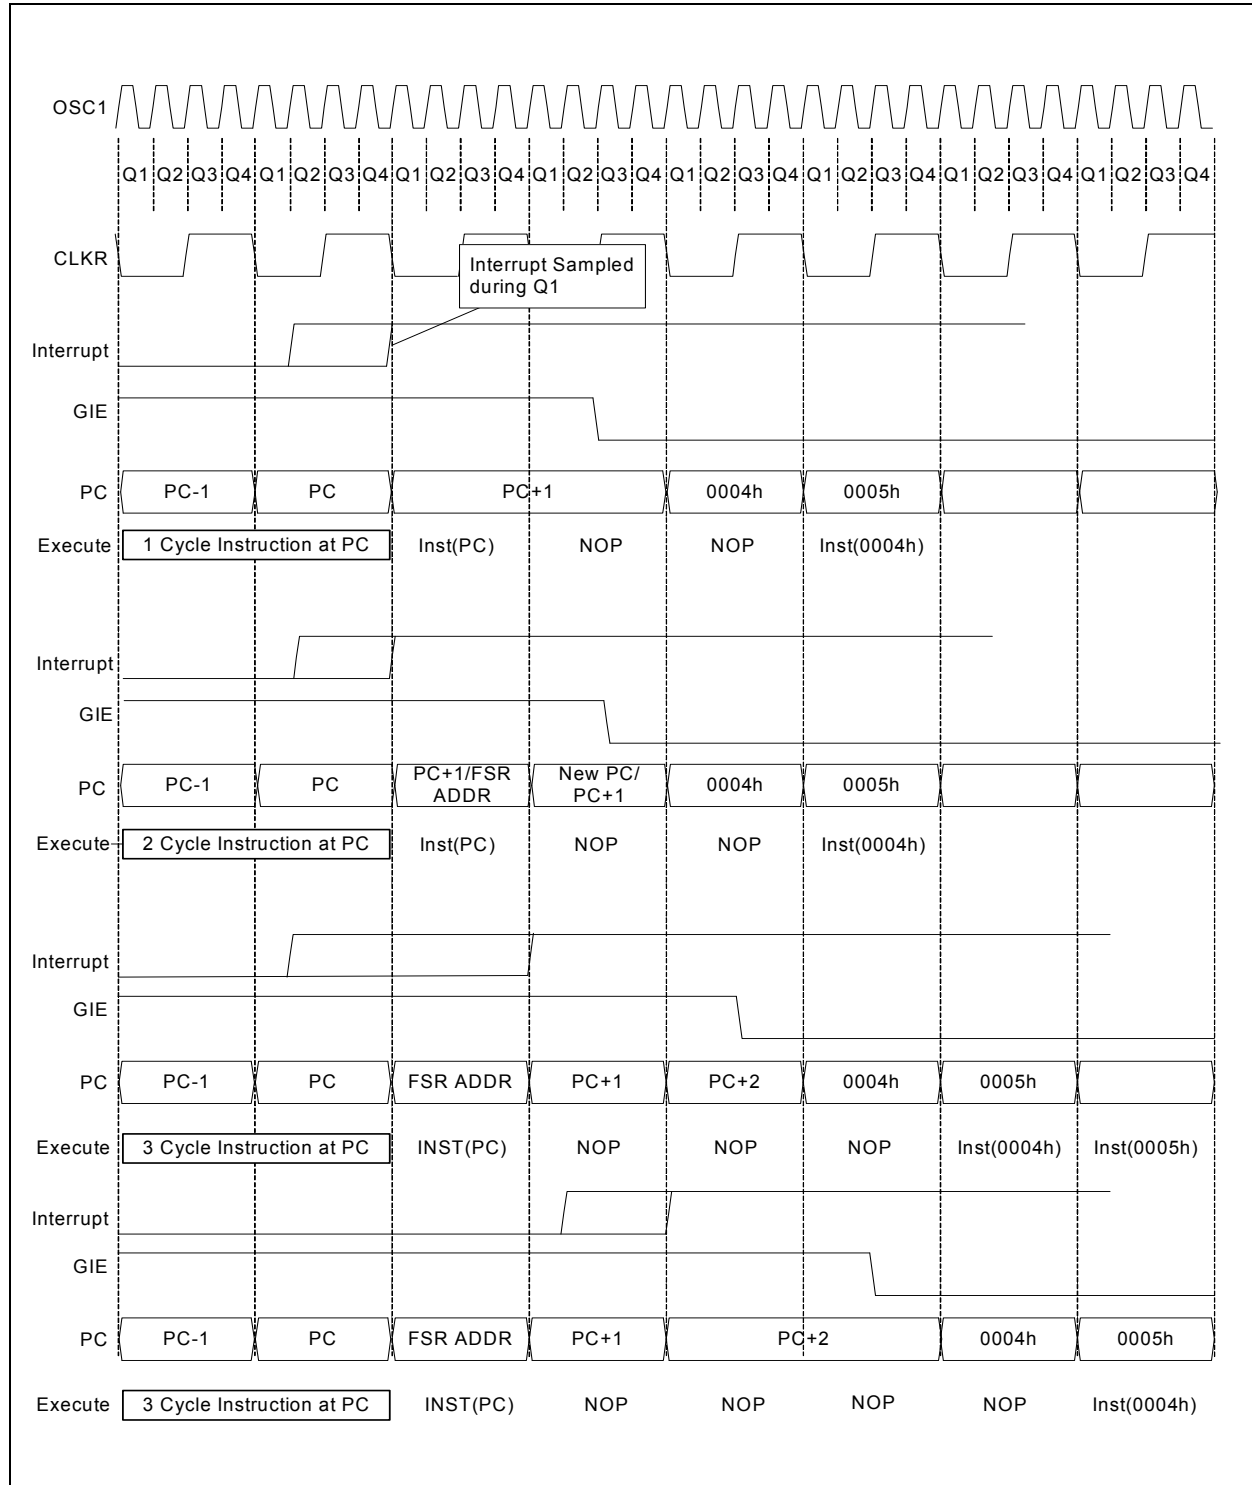 OSC1
Q1 Q2 Q3 Q4 Q1 Q2 Q3 Q4 Q1 Q2 Q3 Q4 Q1 Q2 Q3 Q4 Q1 Q2 Q3 Q4 Q1 Q2 Q3 Q4 Q1 Q2 Q3 Q4 Q1 Q2 Q3 Q4
CLKR
Interrupt Sampled
during Q1
Interrupt
GIE
PC PC-1 PC PC+1 0004h 0005h
Execute 1 Cycle Instruction at PC Inst(PC) NOP NOP Inst(0004h)
Interrupt
GIE
PC PC-1 PC PC+1/FSR ADDR New PC/ PC+1 0004h 0005h
Execute 2 Cycle Instruction at PC Inst(PC) NOP NOP Inst(0004h)
Interrupt
GIE
PC PC-1 PC FSR ADDR PC+1 PC+2 0004h 0005h
Execute 3 Cycle Instruction at PC INST(PC) NOP NOP NOP Inst(0004h) Inst(0005h)
Interrupt
GIE
PC PC-1 PC FSR ADDR PC+1 PC+2 0004h 0005h
Execute 3 Cycle Instruction at PC INST(PC) NOP NOP NOP NOP Inst(0004h)